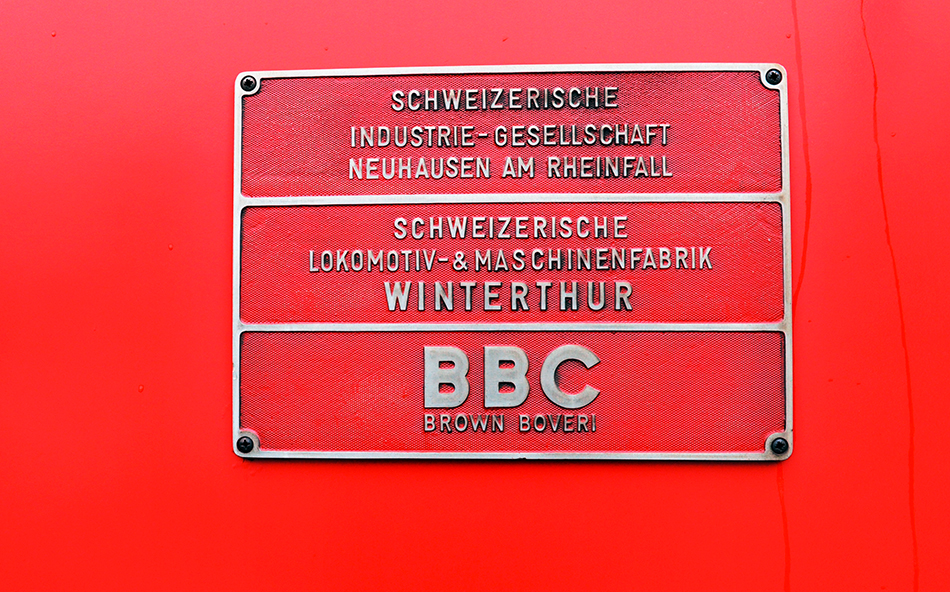 SCHWEIZERISCHE
INDUSTRIE-GESELLSCHAFT
NEUHAUSEN AM RHEINFALL
SCHWEIZERISCHE
LOKOMOTIV-&MASCHINENFABRIK
WINTERTHUR
BBC
BROWN BOVERI